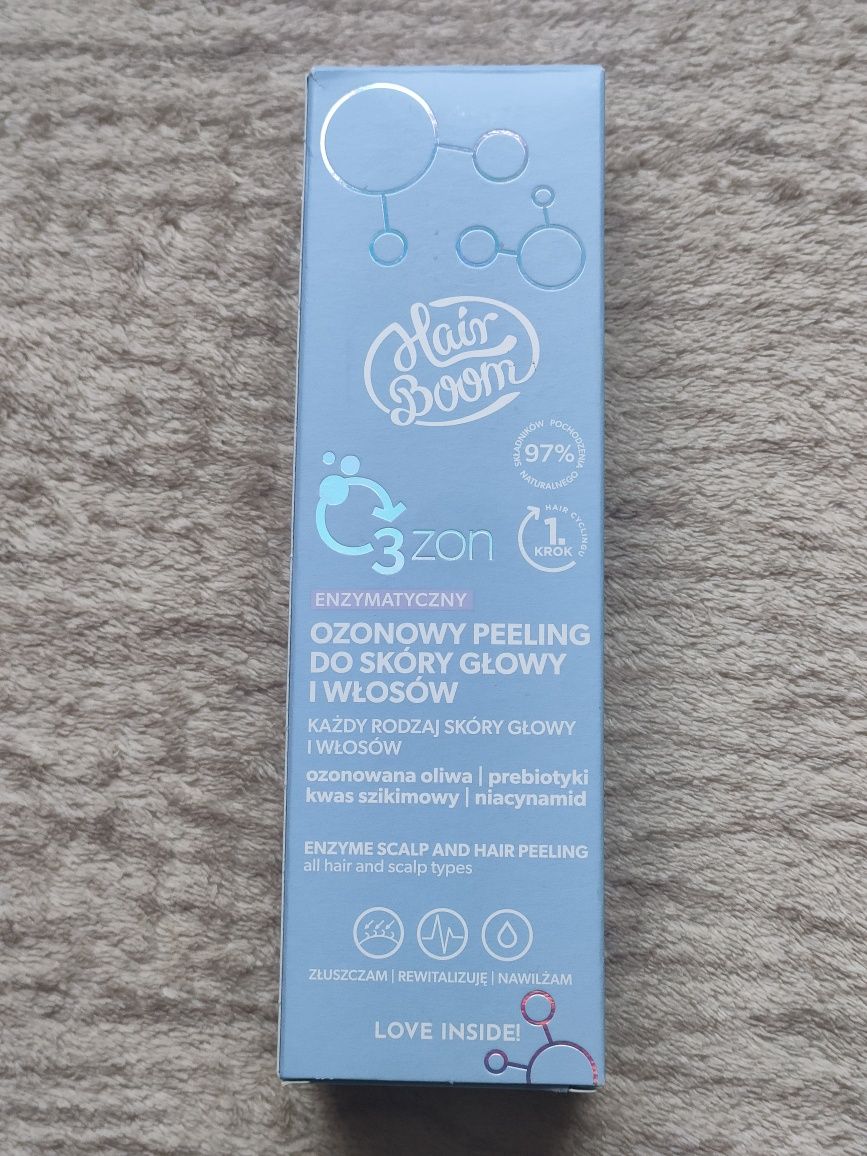 Hair
Boom
SKŁADNIKÓW POCHODZENIA
97%
NATURALNEGO
O3zon
HAIR CYCLINGU
1.
KROK
ENZYMATYCZNY
OZONOWY PEELING
DO SKÓRY GŁOWY
I WŁOSÓW
KAŻDY RODZAJ SKÓRY GŁOWY
I WŁOSÓW
ozonowana oliwa | prebiotyki
kwas szikimowy | niacynamid
ENZYME SCALP AND HAIR PEELING
all hair and scalp types
ZŁUSZCZAM | REWITALIZUJĘ | NAWILŻAM
LOVE INSIDE!